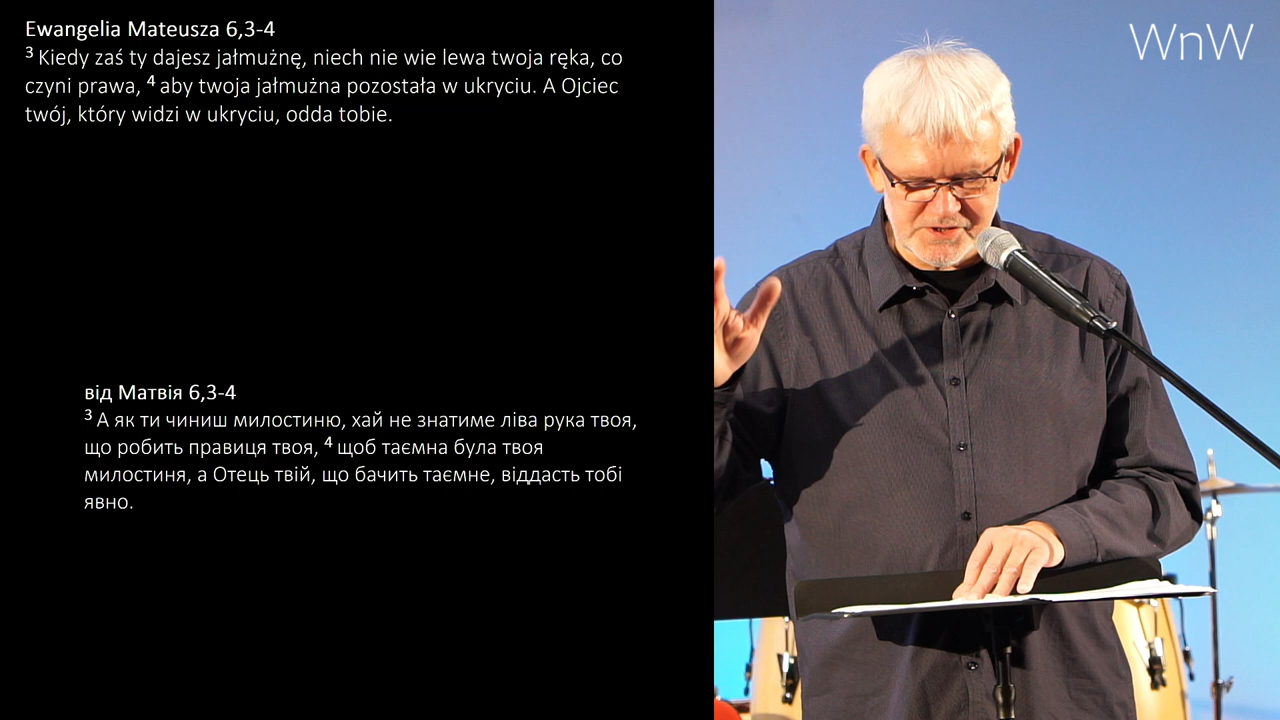 Ewangelia Mateusza 6,3-4
³ Kiedy zaś ty dajesz jałmużnę, niech nie wie lewa twoja ręka, co
czyni prawa, ⁴ aby twoja jałmużna pozostała w ukryciu. A Ojciec
twój, który widzi w ukryciu, odda tobie.
від Матвія 6,3-4
³ А як ти чиниш милостиню, хай не знатиме ліва рука твоя,
що робить правиця твоя, ⁴ щоб таємна була твоя
милостиня, а Отець твій, що бачить таємне, віддасть тобі
явно.
WnW